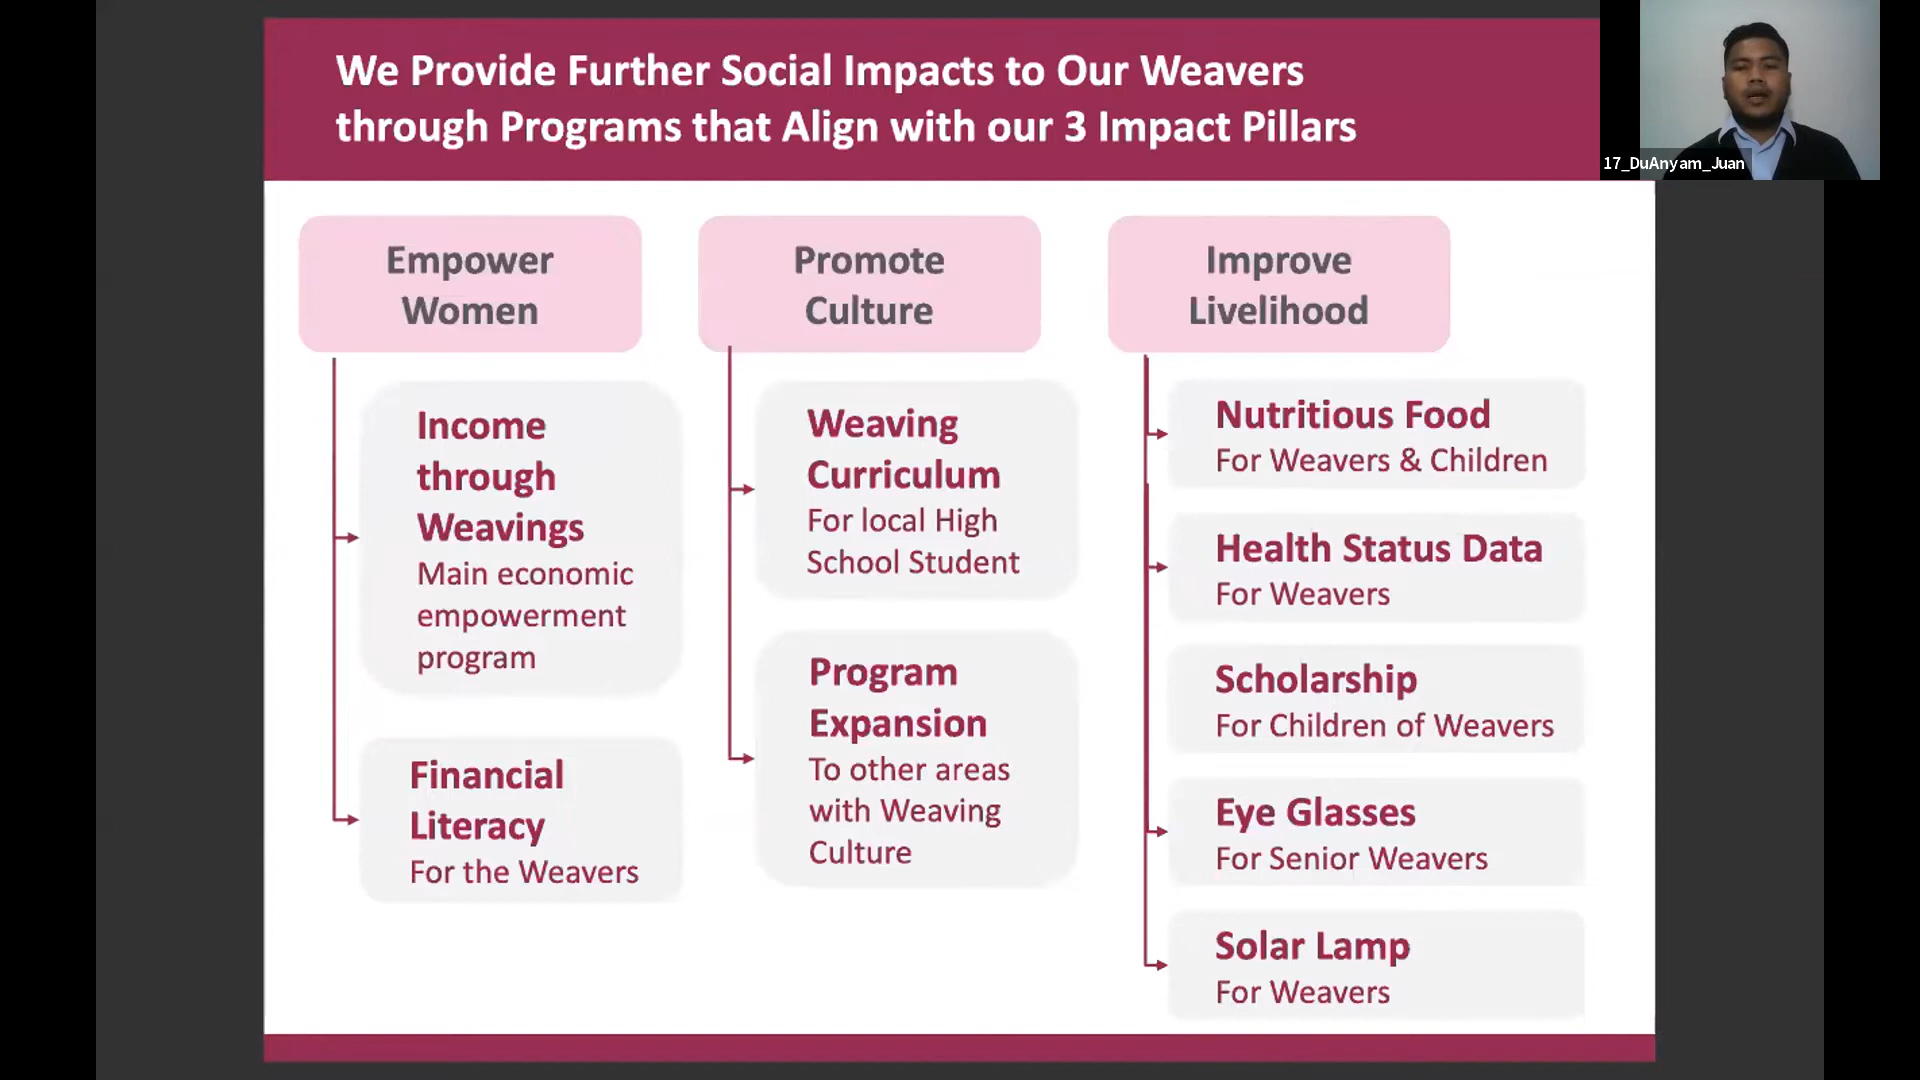 We Provide Further Social Impacts to Our Weavers
through Programs that Align with our 3 Impact Pillars
17_DuAnyam_Juan
Empower
Women
Income
through
Weavings
Main economic
empowerment
program
Financial
Literacy
For the Weavers
Promote
Culture
Weaving
Curriculum
For local High
School Student
Program
Expansion
To other areas
with Weaving
Culture
Improve
Livelihood
Nutritious Food
For Weavers & Children
Health Status Data
For Weavers
Scholarship
For Children of Weavers
Eye Glasses
For Senior Weavers
Solar Lamp
For Weavers